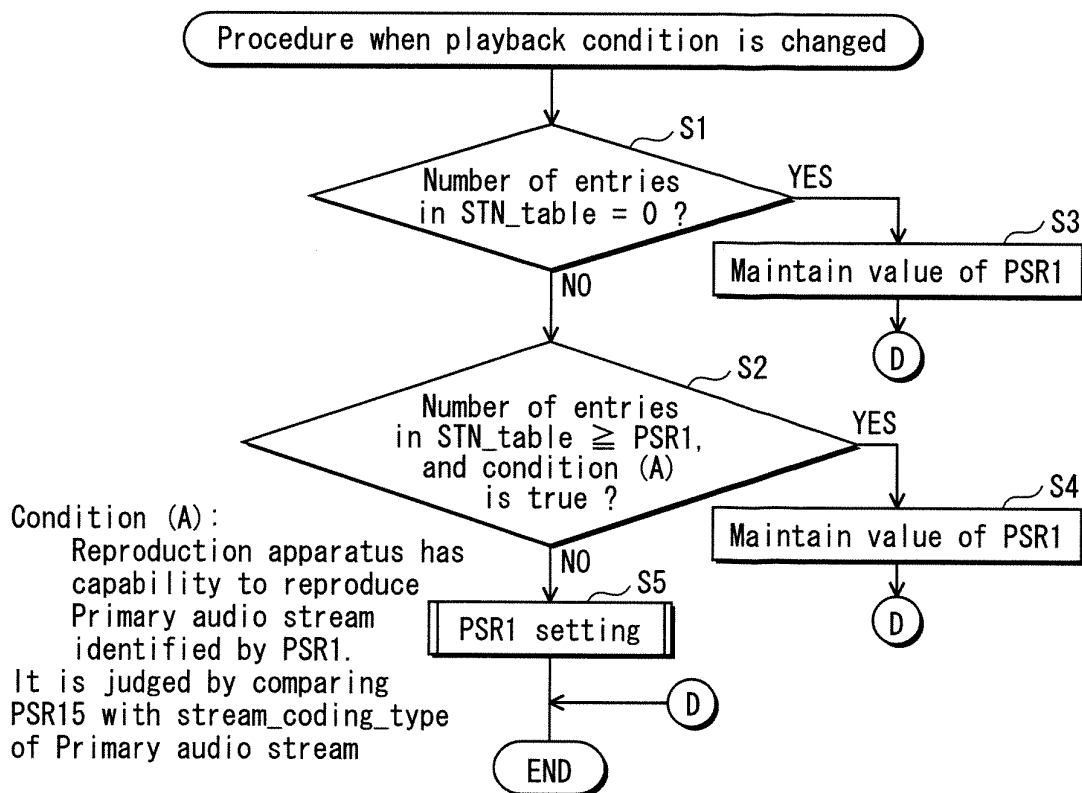 Procedure when playback condition is changed
S1
Number of entries
in STN_table = 0 ?
YES
NO
S3
Maintain value of PSR1
D
S2
Number of entries
in STN_table ≧ PSR1,
and condition (A)
is true ?
YES
NO
S4
Maintain value of PSR1
D
Condition (A):
Reproduction apparatus has
capability to reproduce
Primary audio stream
identified by PSR1.
It is judged by comparing
PSR15 with stream_coding_type
of Primary audio stream
S5
PSR1 setting
D
END